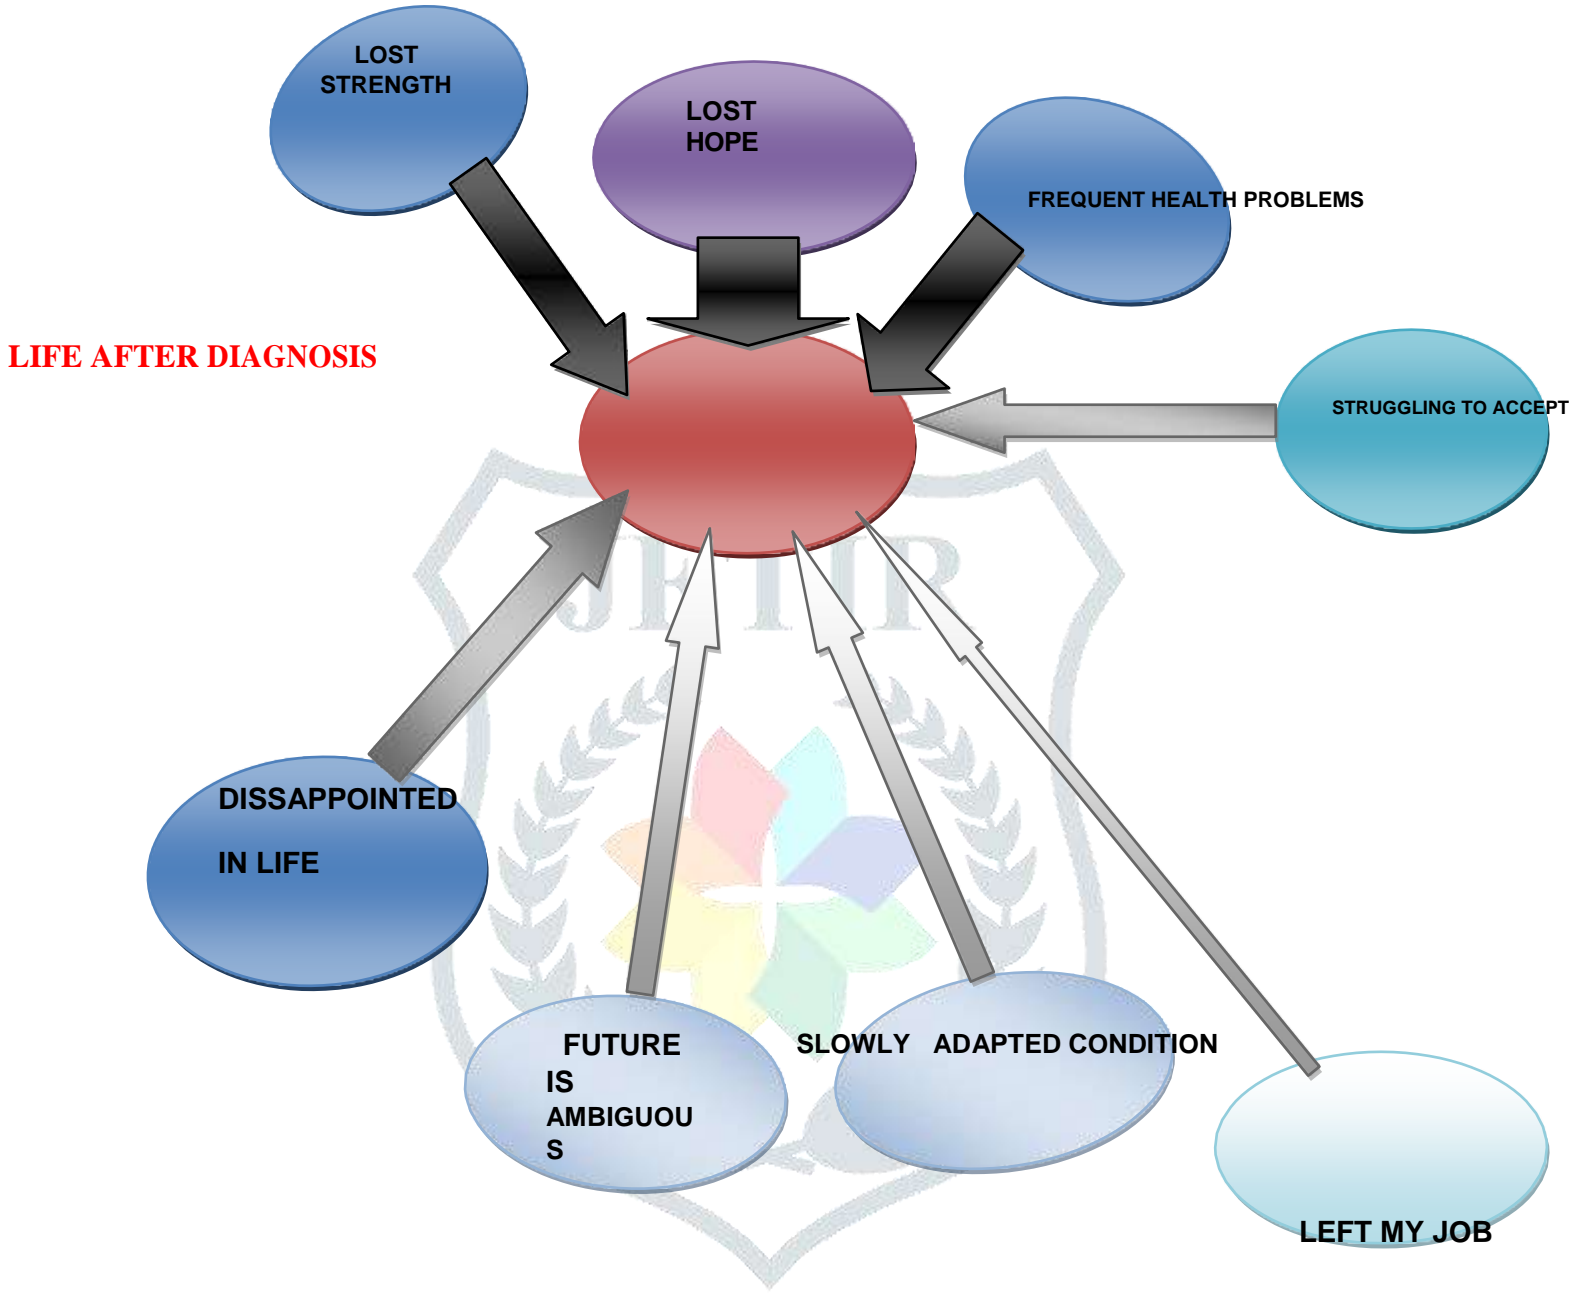 LOST
STRENGTH
LOST
HOPE
FREQUENT HEALTH PROBLEMS
LIFE AFTER DIAGNOSIS
STRUGGLING TO ACCEPT
JETIR
DISSAPPOINTED
IN LIFE
FUTURE
IS
AMBIGUOU
S
SLOWLY ADAPTED CONDITION
LEFT MY JOB